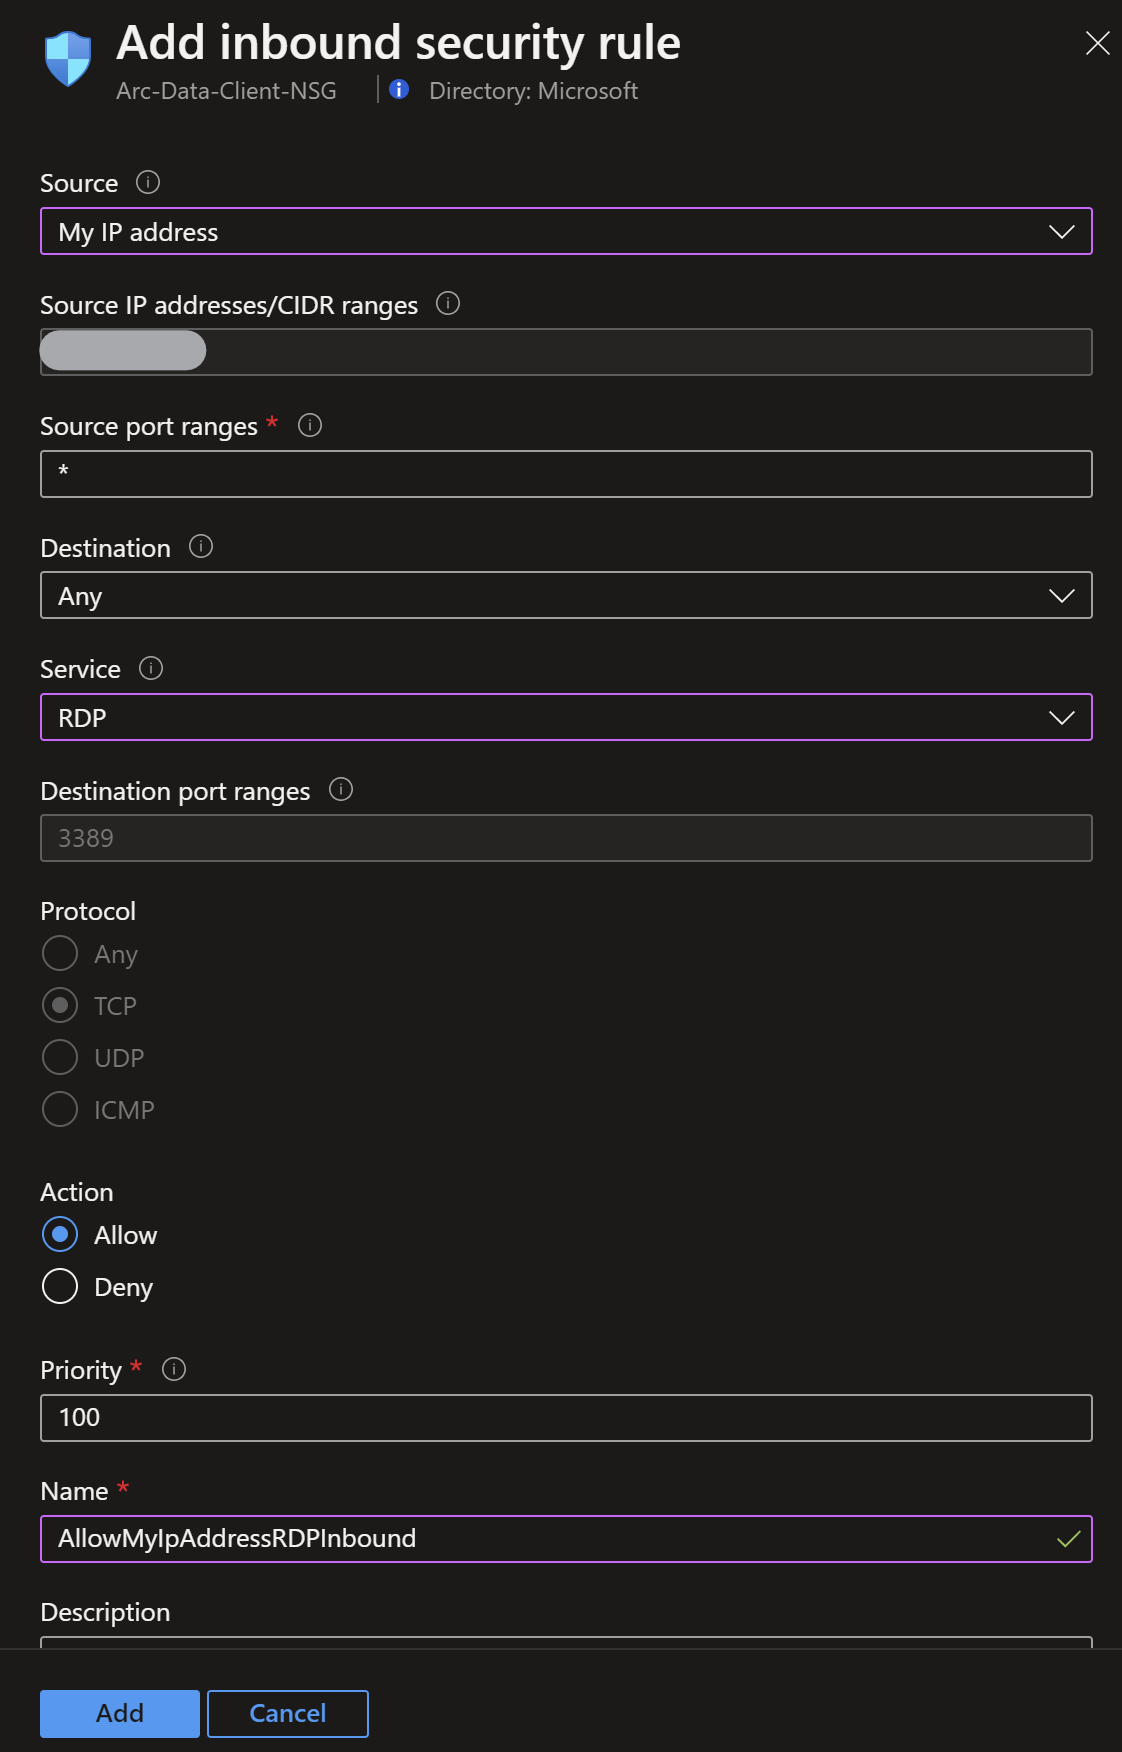 Add inbound security rule
Arc-Data-Client-NSG | Directory: Microsoft
Source
My IP address
Source IP addresses/CIDR ranges
Source port ranges *
*
Destination
Any
Service
RDP
Destination port ranges
3389
Protocol
Any
TCP
UDP
ICMP
Action
Allow
Deny
Priority *
100
Name *
AllowMyIpAddressRDPInbound
Description
Add Cancel